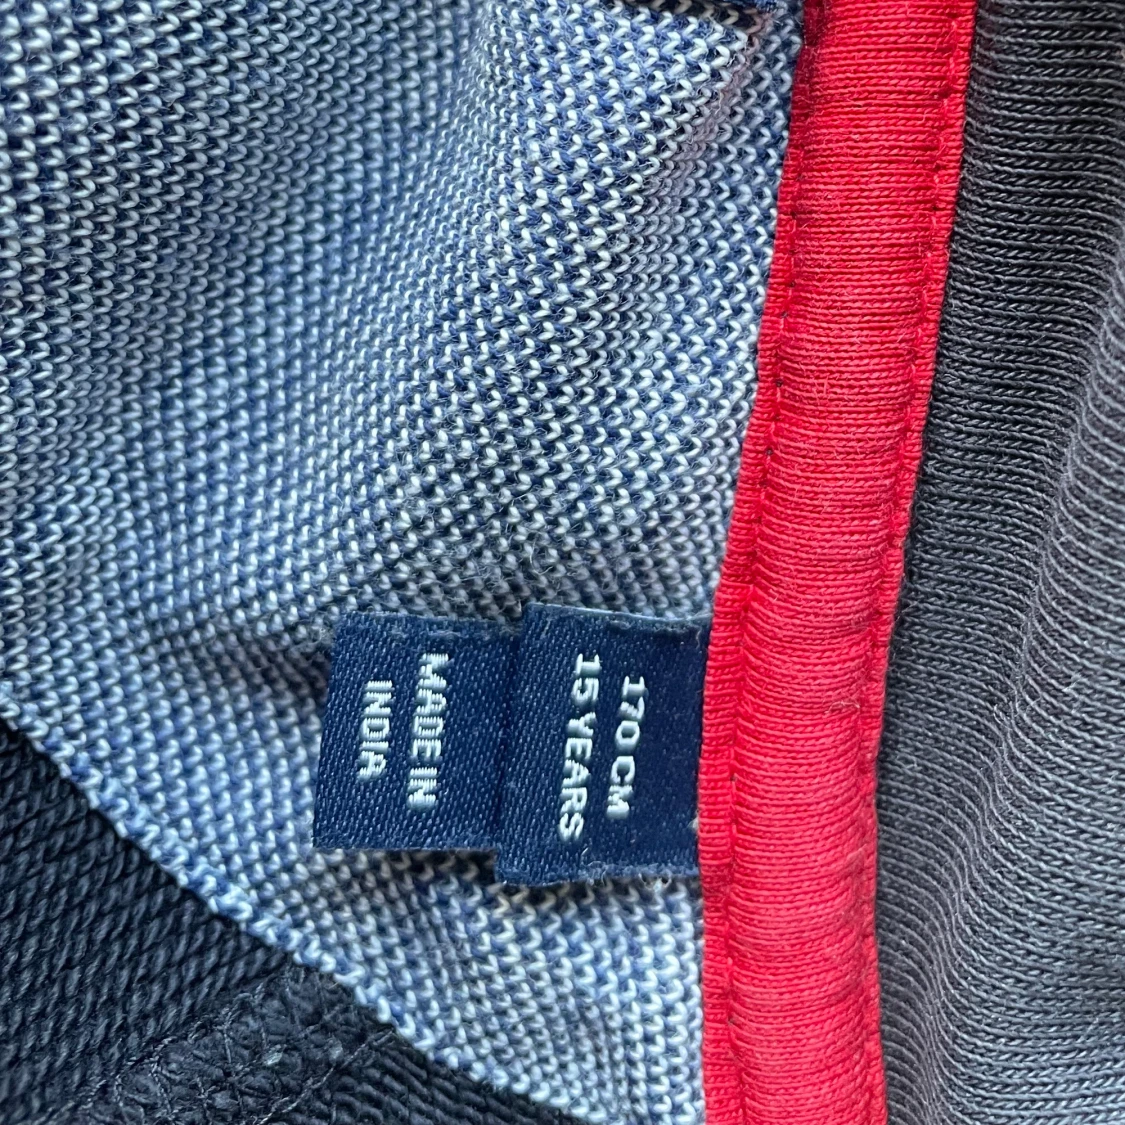 170 CM
15 YEARS
MADE IN
INDIA